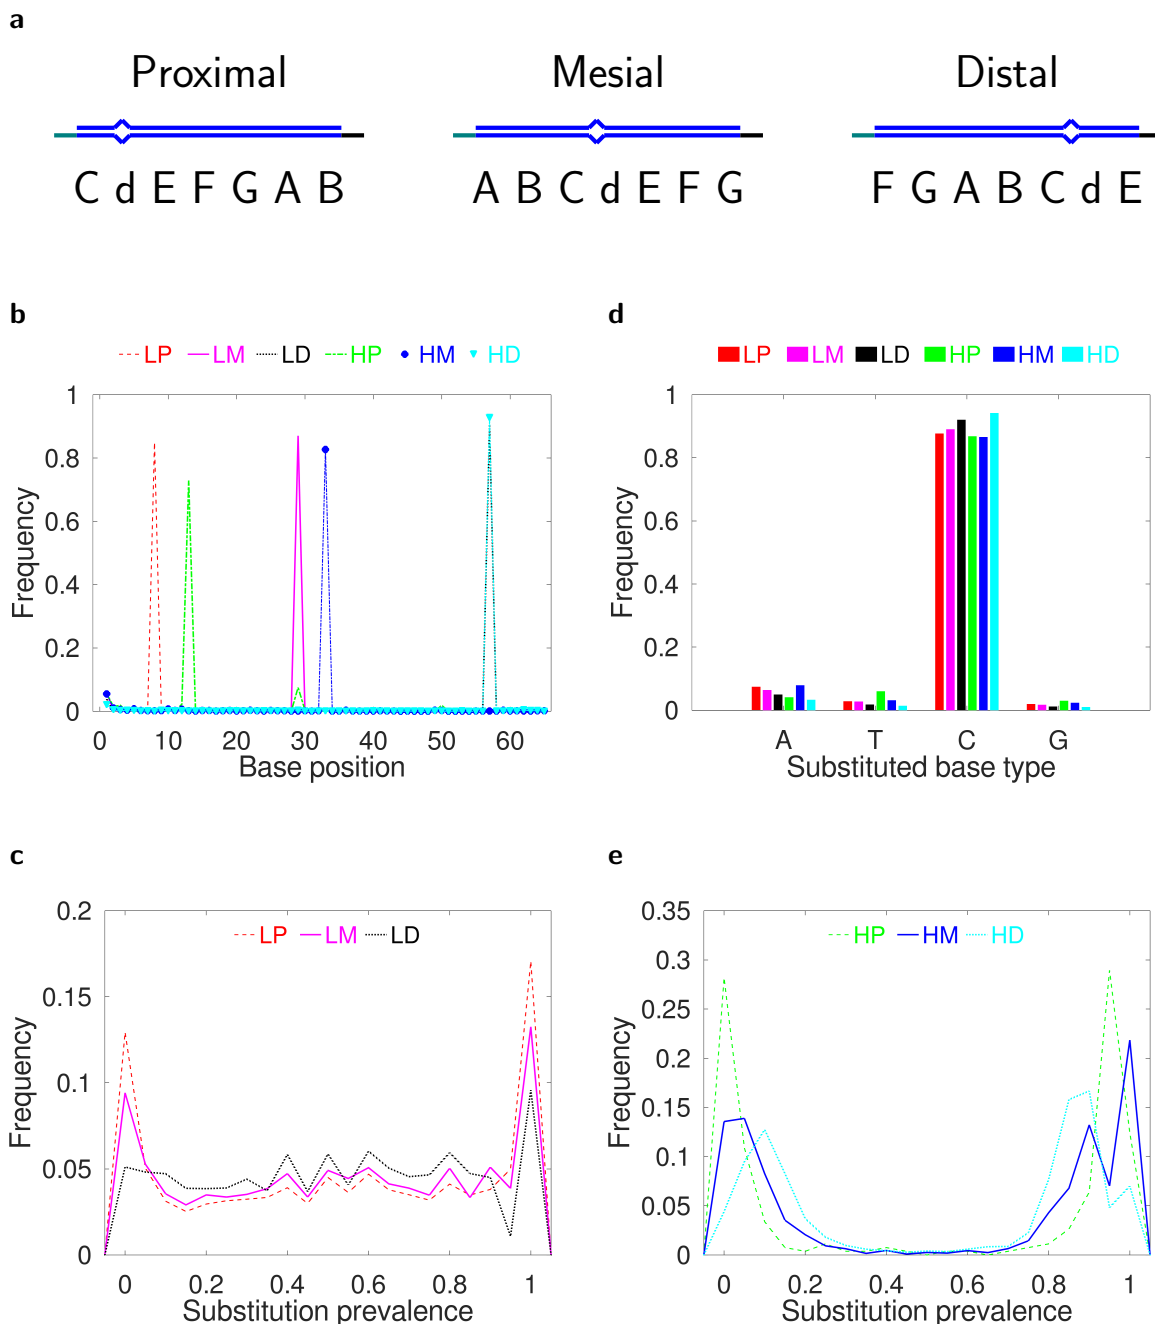 a
Proximal Mesial Distal
C d E F G A B A B C d E F G F G A B C d E
b
LP LM LD HP HM HD
1
0.8
0.6
0.4
0.2
0
Frequency
0 10 20 30 40 50 60
Base position
d
LP LM LD HP HM HD
1
0.8
0.6
0.4
0.2
0
Frequency
A T C G
Substituted base type
c
LP LM LD
0.2
0.15
0.1
0.05
0
Frequency
0 0.2 0.4 0.6 0.8 1
Substitution prevalence
e
HP HM HD
0.35
0.3
0.25
0.2
0.15
0.1
0.05
0
Frequency
0 0.2 0.4 0.6 0.8 1
Substitution prevalence